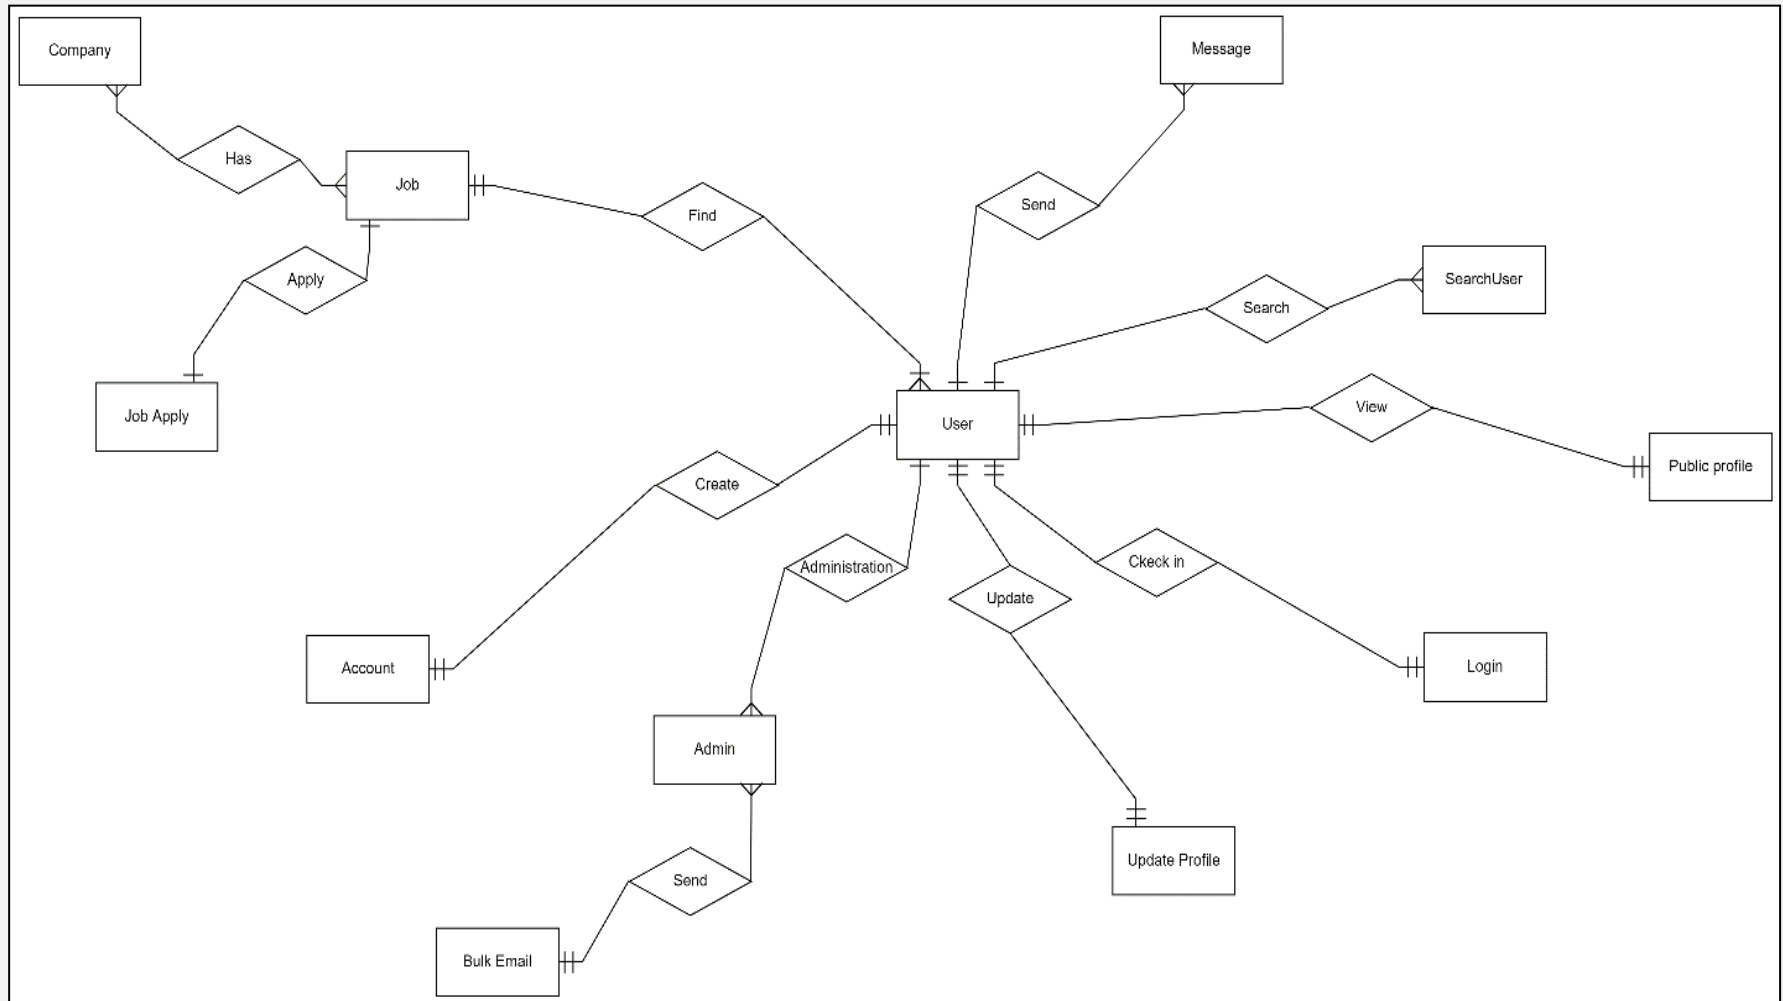 Company
Message
Has
Job
Find
Send
Apply
Search
SearchUser
Job Apply
User
View
Public profile
Create
Administration
Update
Ckeck in
Account
Login
Admin
Update Profile
Send
Bulk Email